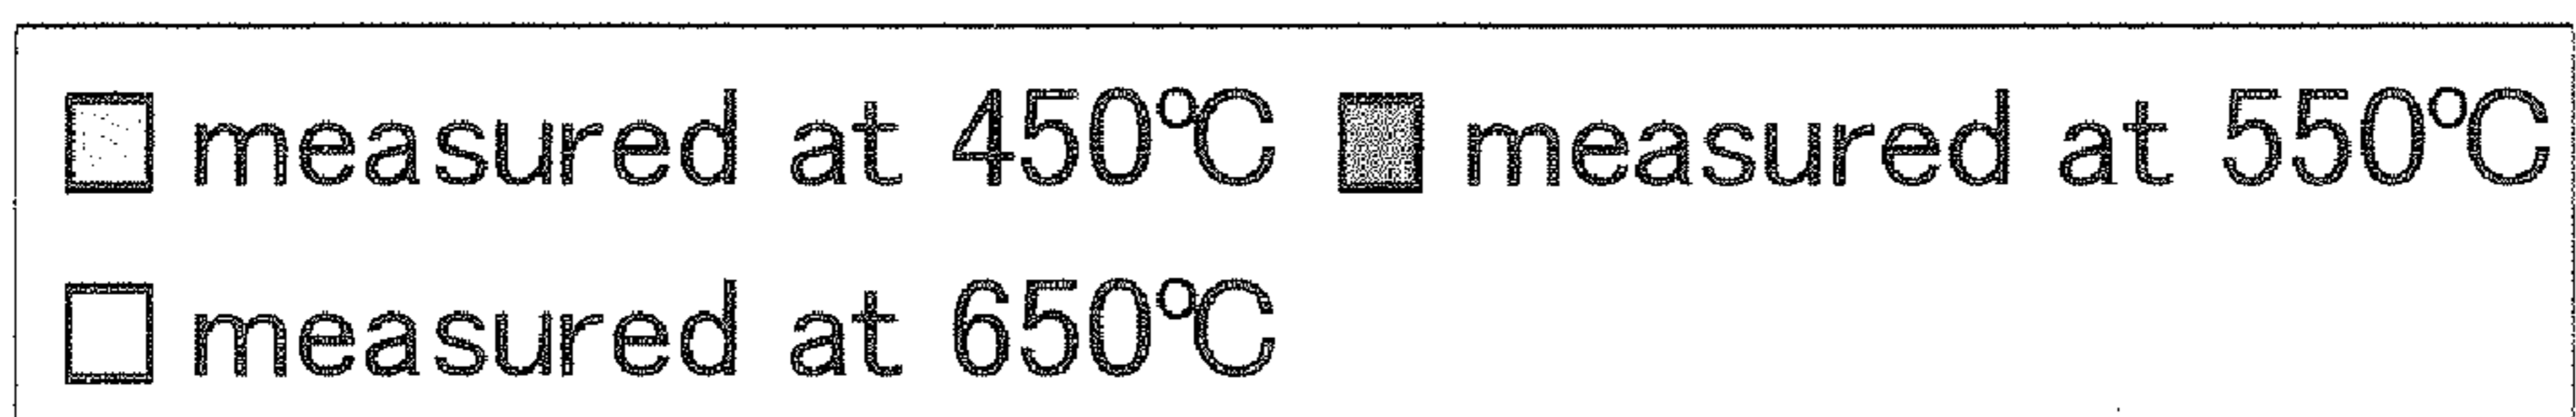 measured at 450℃ measured at 550℃
measured at 650℃